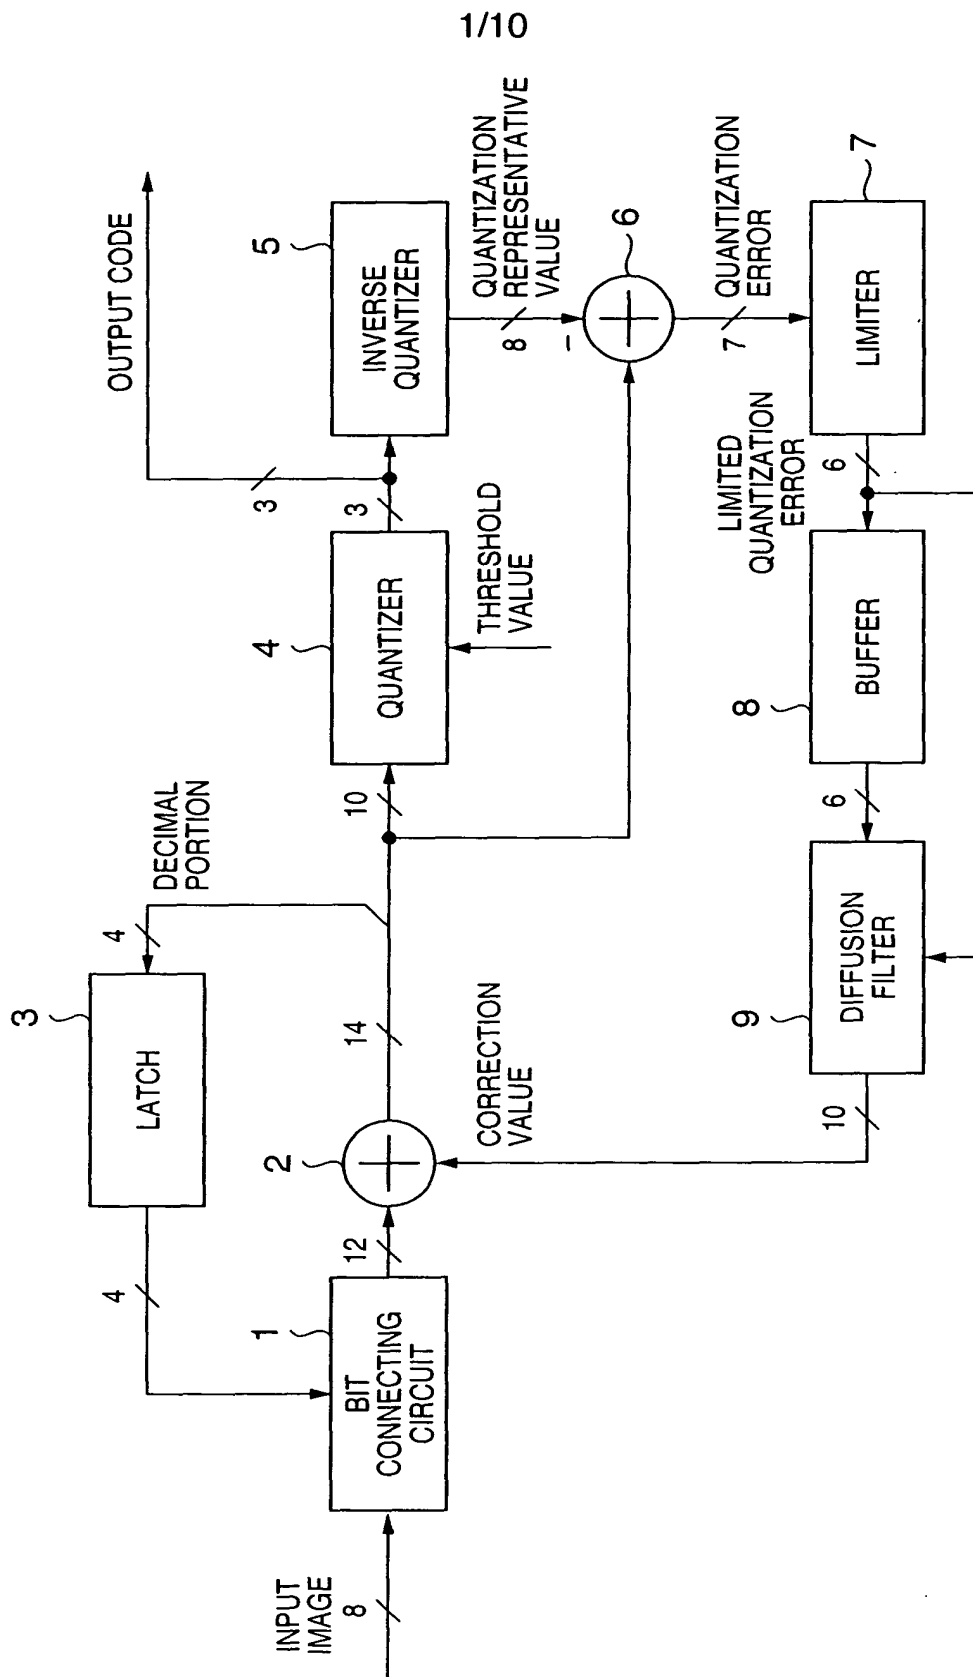 1/10
INPUT
IMAGE
8
1
BIT
CONNECTING
CIRCUIT
4
12
3
LATCH
2
CORRECTION
VALUE
14
4
DECIMAL
PORTION
10
4
QUANTIZER
THRESHOLD
VALUE
3
3
OUTPUT CODE
5
INVERSE
QUANTIZER
8
QUANTIZATION
REPRESENTATIVE
VALUE
−
6
7
QUANTIZATION
ERROR
7
LIMITER
6
LIMITED
QUANTIZATION
ERROR
8
BUFFER
6
9
DIFFUSION
FILTER
10